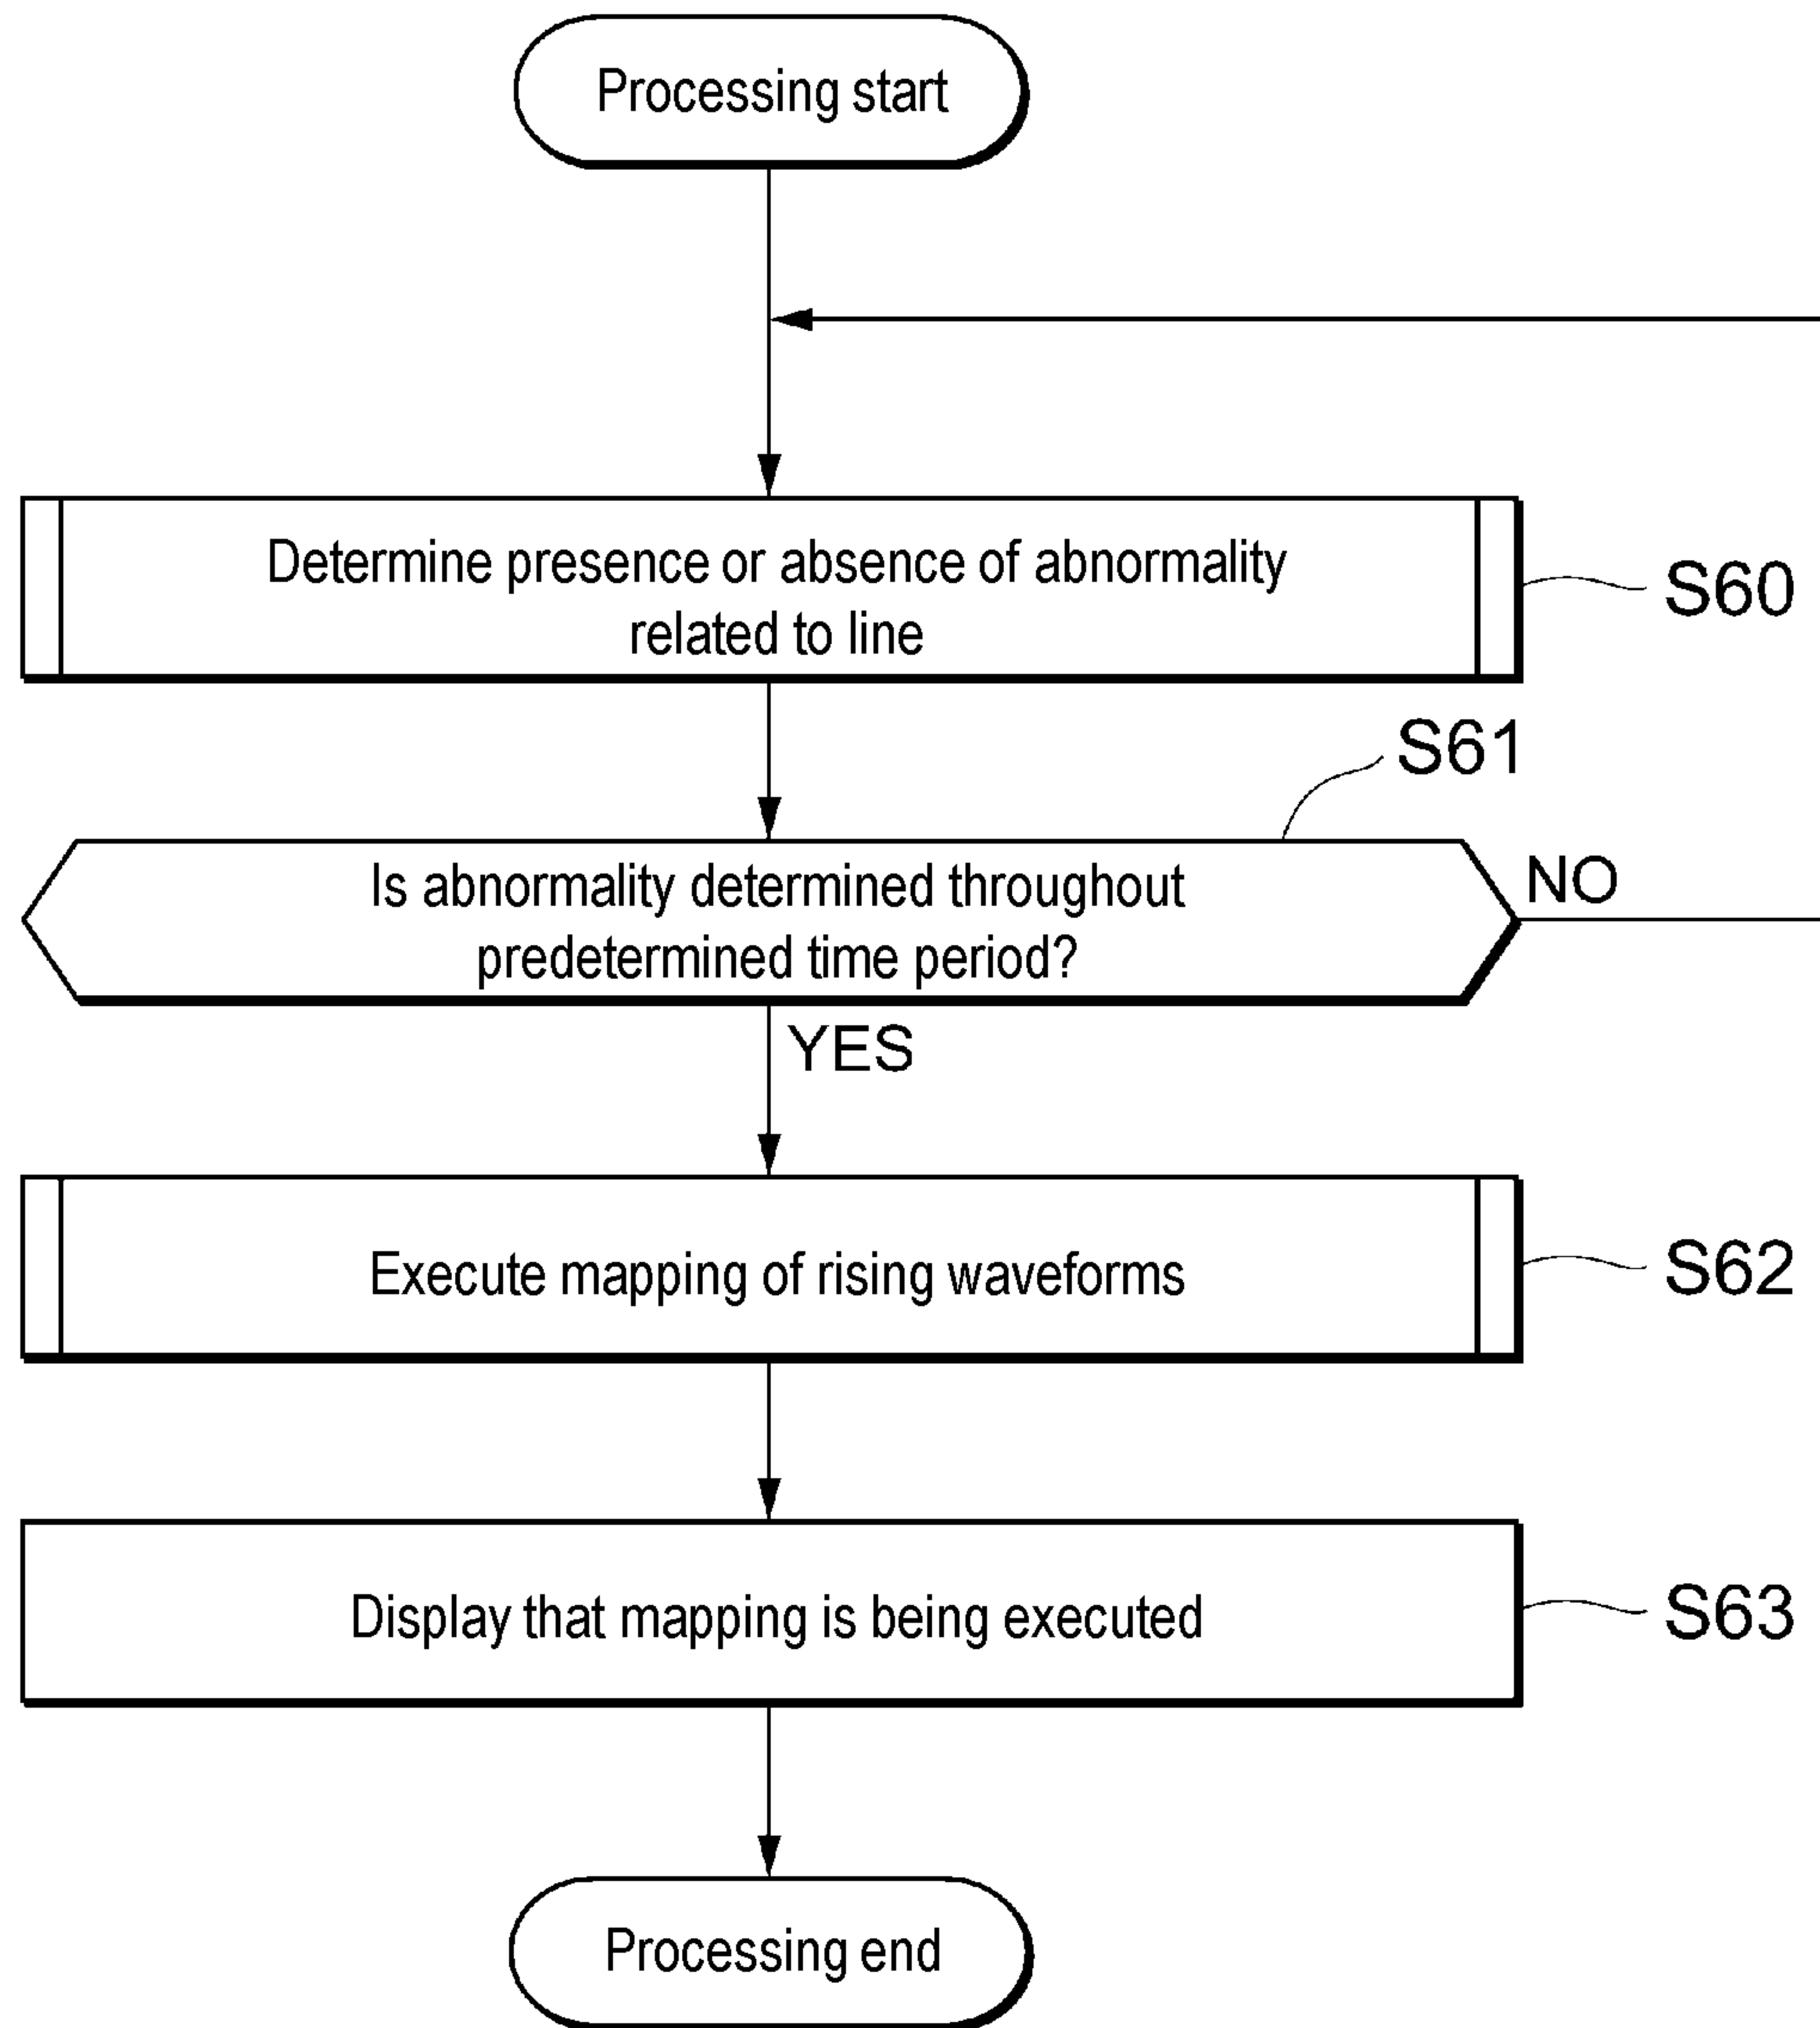 Processing start
Determine presence or absence of abnormality
related to line
S60
S61
Is abnormality determined throughout
predetermined time period?
NO
YES
Execute mapping of rising waveforms
S62
Display that mapping is being executed
S63
Processing end